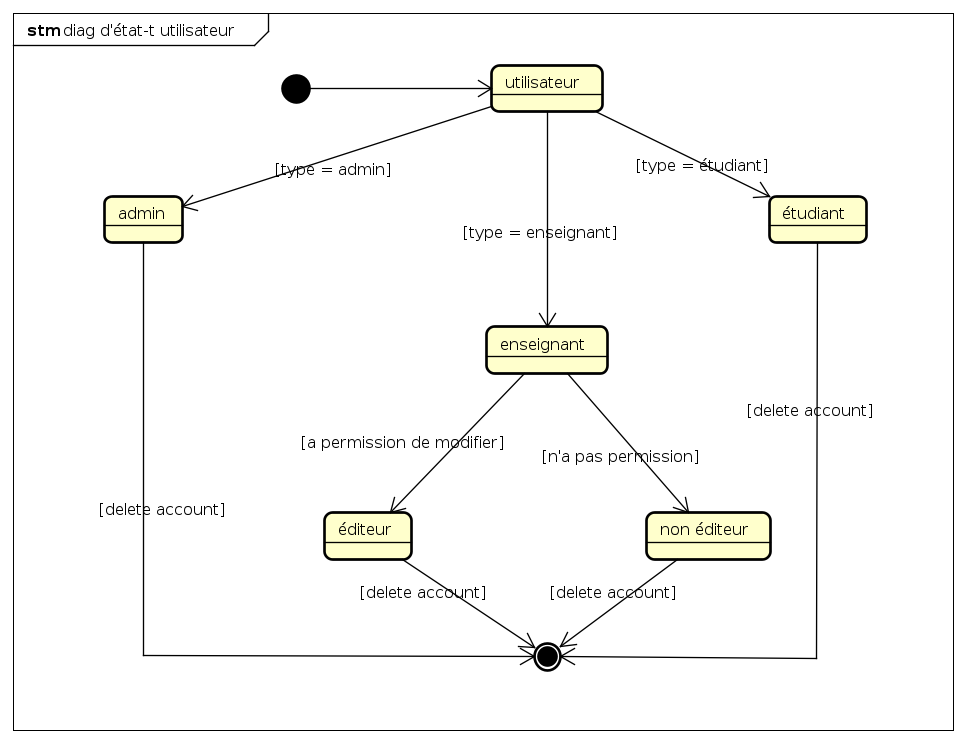 stm diag d'état-t utilisateur
utilisateur
[type = étudiant]
[type = admin]
admin
étudiant
[type = enseignant]
enseignant
[delete account]
[a permission de modifier]
[n'a pas permission]
[delete account]
éditeur
non éditeur
[delete account]
[delete account]